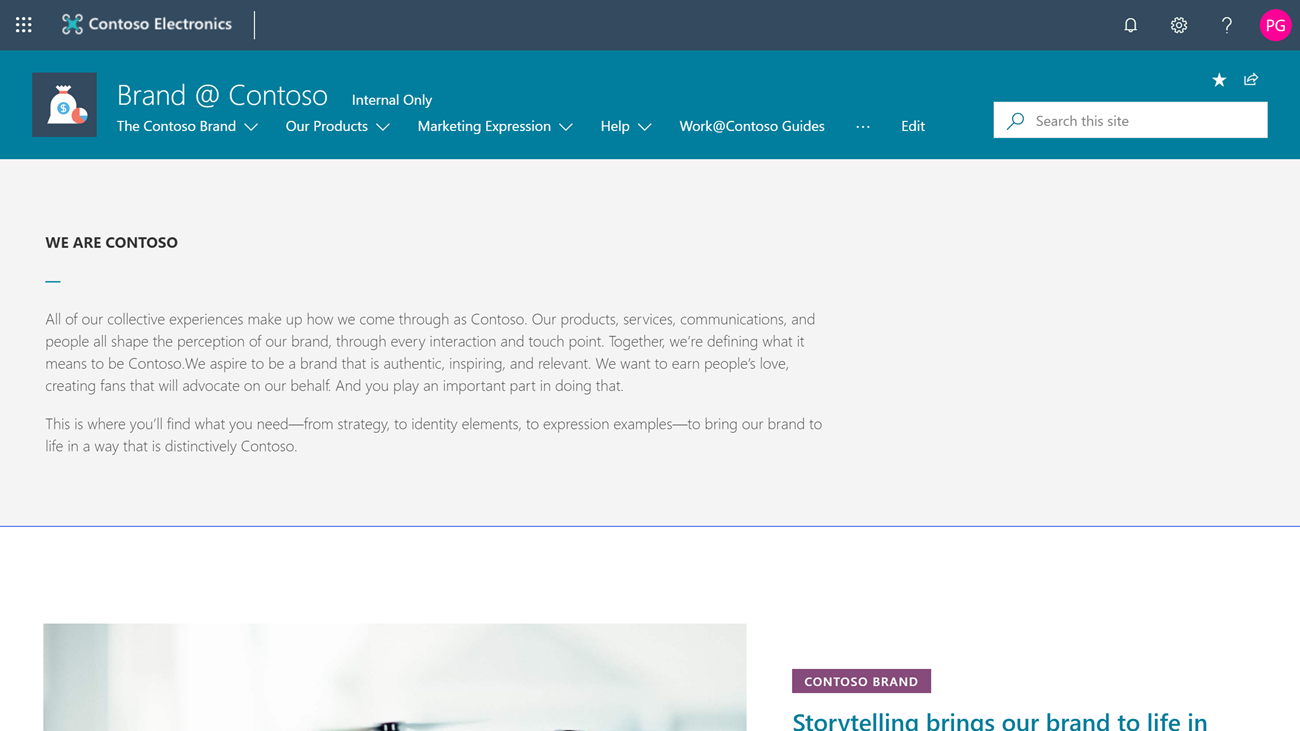 Contoso Electronics
PG
Brand @ Contoso Internal Only
The Contoso Brand Our Products Marketing Expression Help Work@Contoso Guides ··· Edit
Search this site
WE ARE CONTOSO
All of our collective experiences make up how we come through as Contoso. Our products, services, communications, and
people all shape the perception of our brand, through every interaction and touch point. Together, we’re defining what it
means to be Contoso.We aspire to be a brand that is authentic, inspiring, and relevant. We want to earn people’s love,
creating fans that will advocate on our behalf. And you play an important part in doing that.
This is where you’ll find what you need—from strategy, to identity elements, to expression examples—to bring our brand to
life in a way that is distinctively Contoso.
CONTOSO BRAND
Storytelling brings our brand to life in